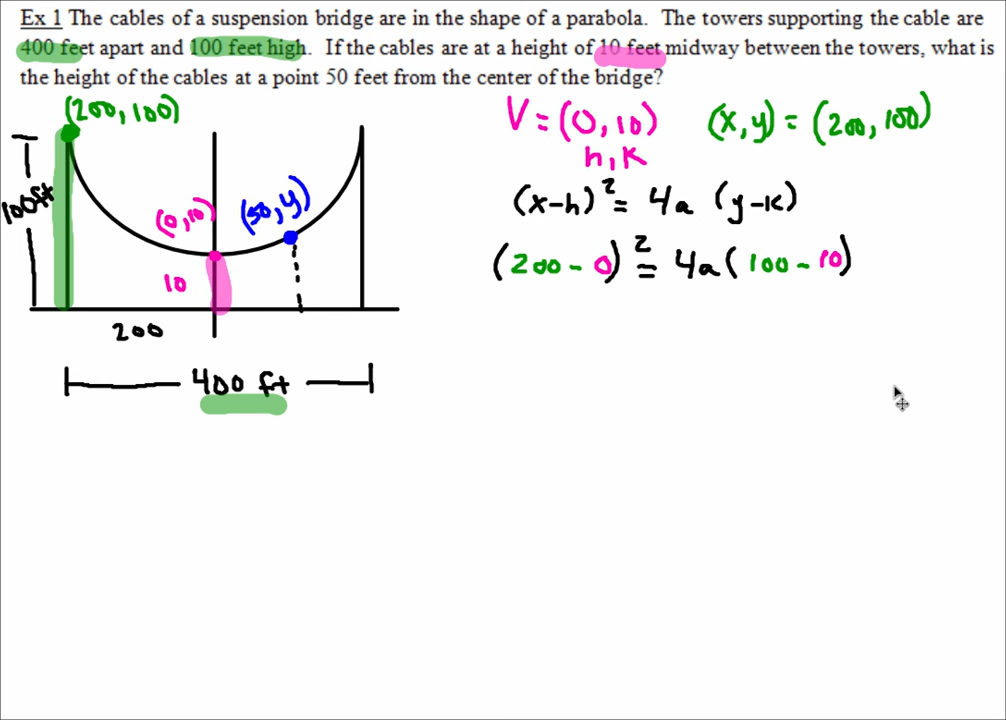 Ex 1 The cables of a suspension bridge are in the shape of a parabola. The towers supporting the cable are
400 feet apart and 100 feet high. If the cables are at a height of 10 feet midway between the towers, what is
the height of the cables at a point 50 feet from the center of the bridge?
(200, 100)
V = (0, 10) (x, y) = (200, 100)
h, k
100 ft
(0, 10) (50, y)
(x-h)² = 4a (y-k)
(200 - 0)² = 4a (100 - 10)
10
200
400 ft